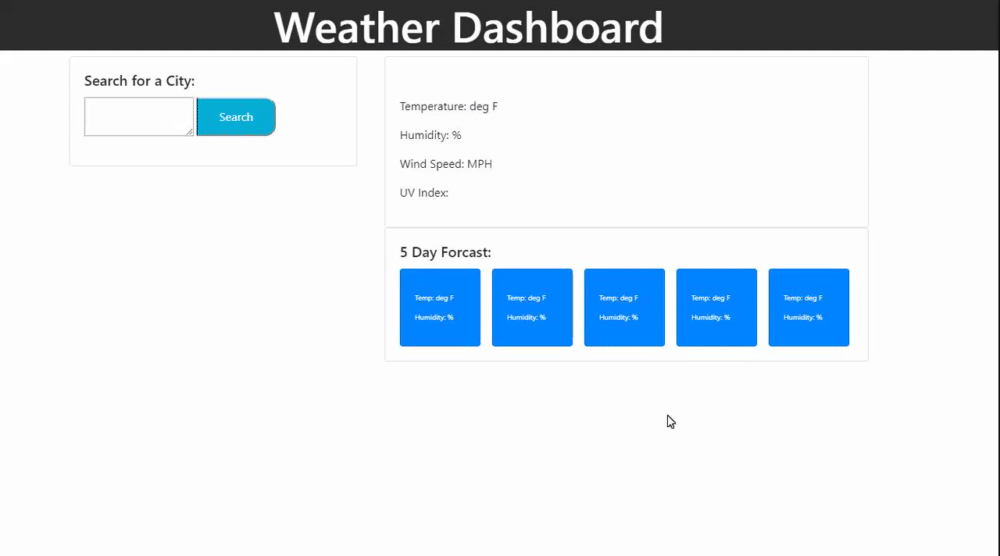 Weather Dashboard
Search for a City:
Search
Temperature: deg F
Humidity: %
Wind Speed: MPH
UV Index:
5 Day Forcast:
Temp: deg F
Humidity: %
Temp: deg F
Humidity: %
Temp: deg F
Humidity: %
Temp: deg F
Humidity: %
Temp: deg F
Humidity: %